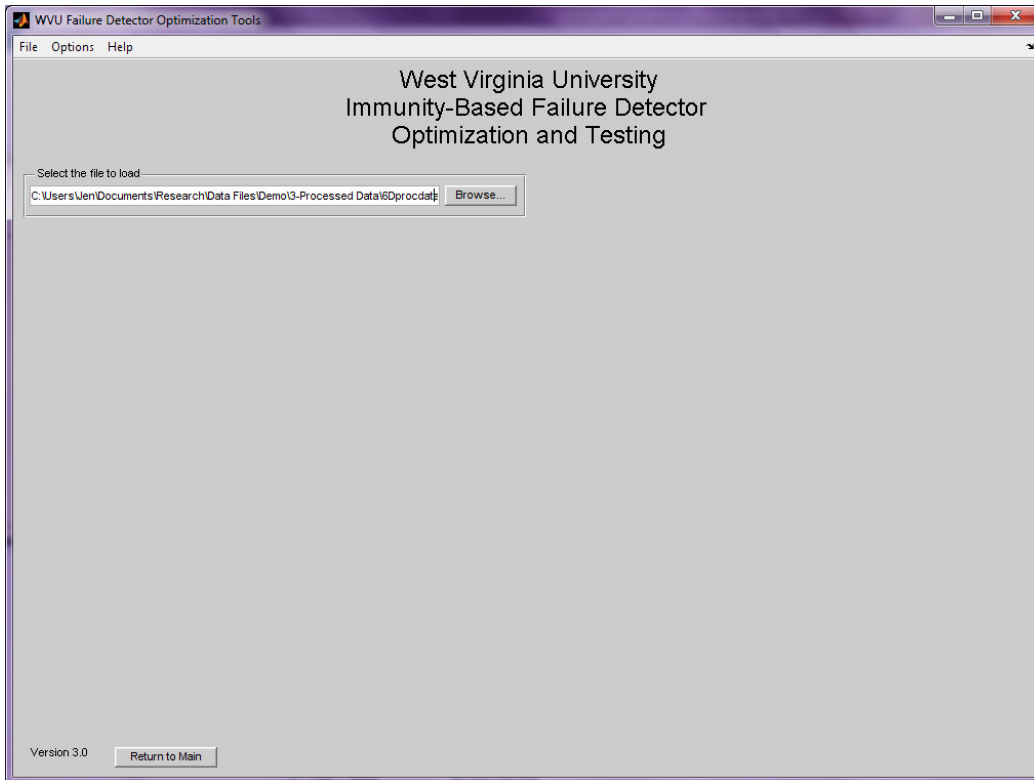 WVU Failure Detector Optimization Tools
File Options Help
West Virginia University
Immunity-Based Failure Detector
Optimization and Testing
Select the file to load
C:\Users\Jen\Documents\Research\Data Files\Demo\3-Processed Data\6Dprocdata
Browse...
Version 3.0
Return to Main